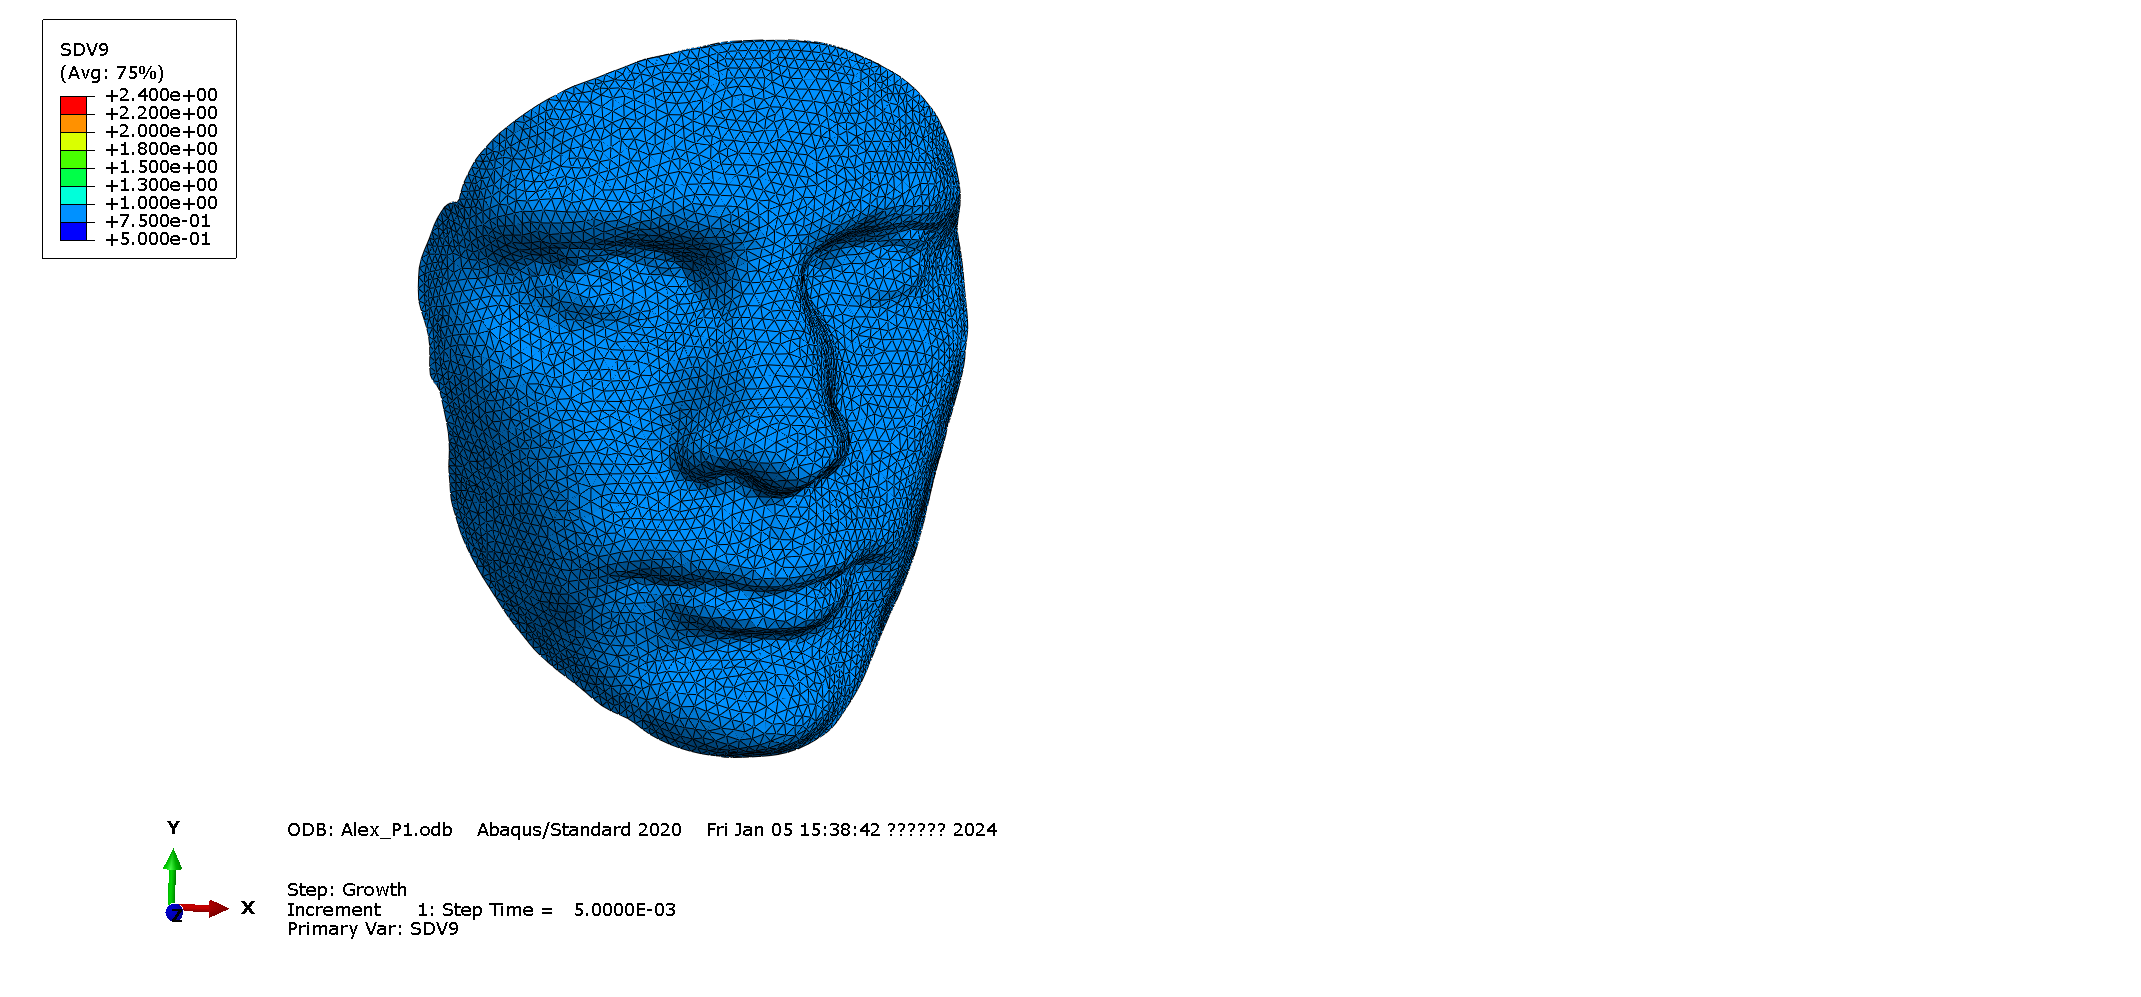 SDV9
(Avg: 75%)
+2.400e+00
+2.200e+00
+2.000e+00
+1.800e+00
+1.500e+00
+1.300e+00
+1.000e+00
+7.500e-01
+5.000e-01
Y
X
Z
ODB: Alex_P1.odb Abaqus/Standard 2020 Fri Jan 05 15:38:42 ?????? 2024
Step: Growth
Increment 1: Step Time = 5.0000E-03
Primary Var: SDV9